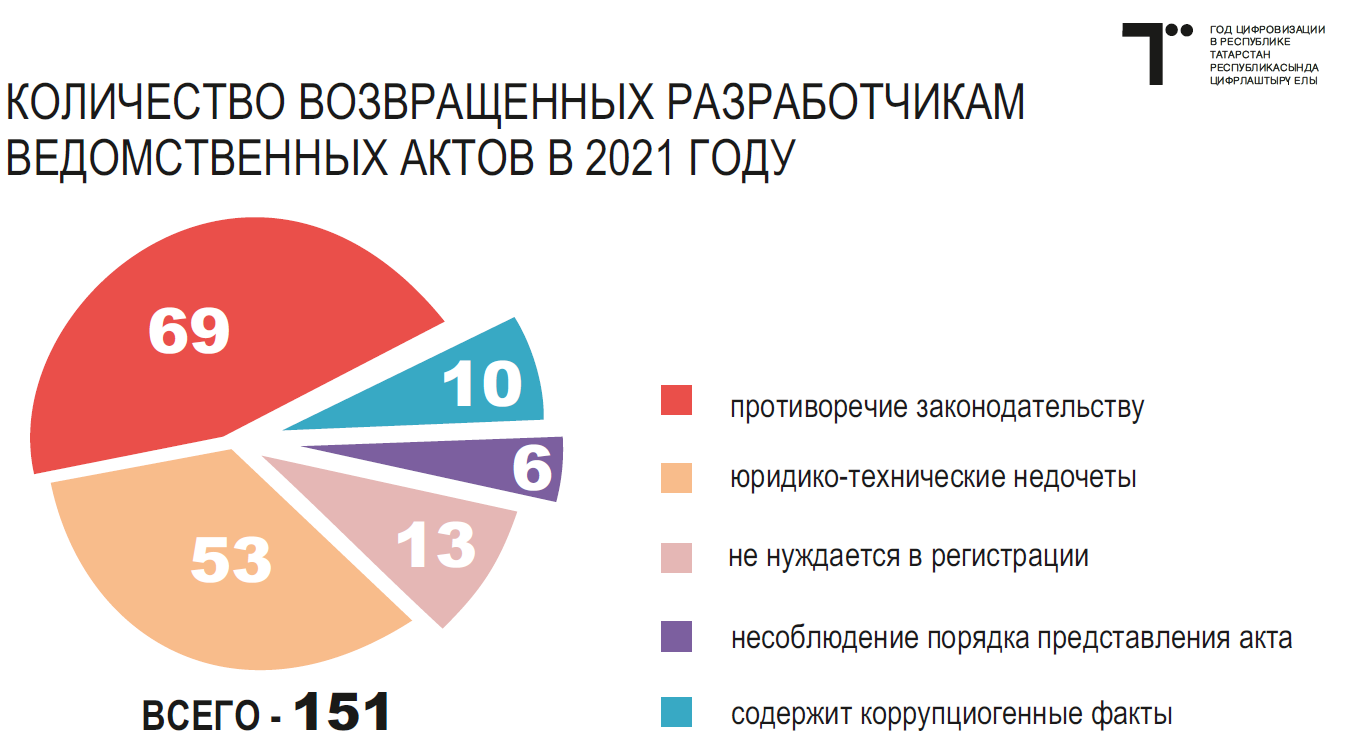 ГОД ЦИФРОВИЗАЦИИ
В РЕСПУБЛИКЕ
ТАТАРСТАН
РЕСПУБЛИКАСЫНДА
ЦИФРЛАШТЫРУ ЕЛЫ
КОЛИЧЕСТВО ВОЗВРАЩЕННЫХ РАЗРАБОТЧИКАМ
ВЕДОМСТВЕННЫХ АКТОВ В 2021 ГОДУ
69
10
6
13
53
ВСЕГО - 151
противоречие законодательству
юридико-технические недочеты
не нуждается в регистрации
несоблюдение порядка представления акта
содержит коррупциогенные факты